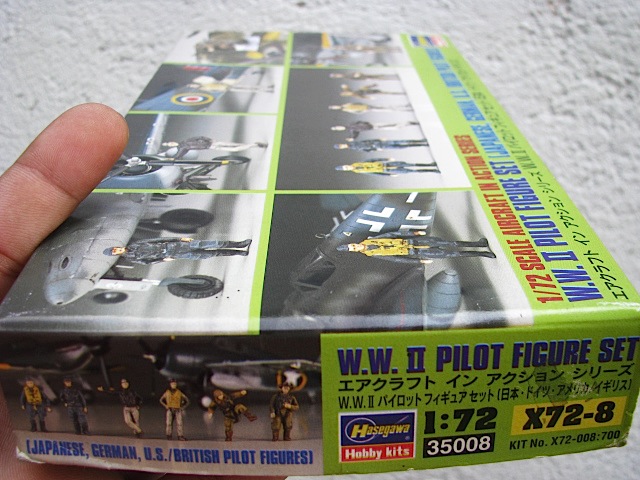 1/72 SCALE AIRCRAFT IN ACTION SERIES
W.W. II PILOT FIGURE SET
エアクラフト イン アクション シリーズ
W.W. II PILOT FIGURE SET
エアクラフト イン アクション シリーズ
W.W.II パイロット フィギュア セット (日本・ドイツ・アメリカ/イギリス)
Hasegawa
Hobby kits
1:72
35008
X72-8
KIT No. X72-008:700
(JAPANESE, GERMAN, U.S./BRITISH PILOT FIGURES)